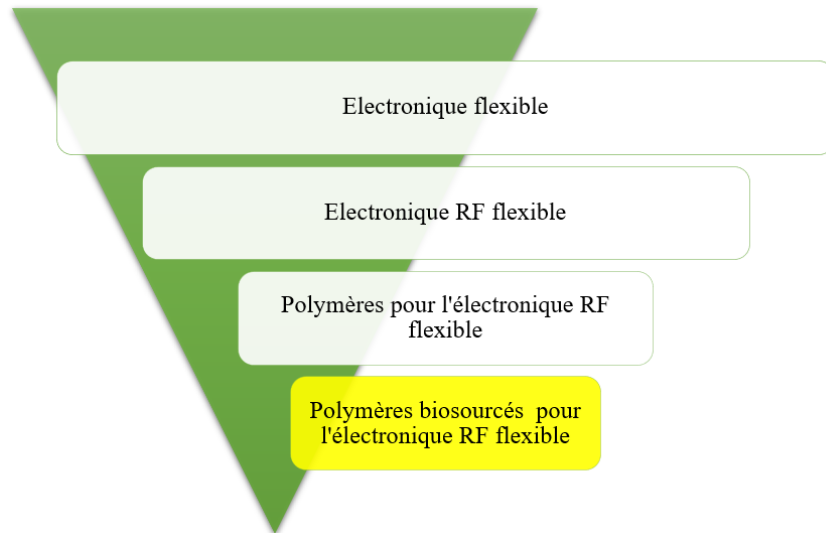 Electronique flexible
Electronique RF flexible
Polymères pour l'électronique RF
flexible
Polymères biosourcés  pour
l'électronique RF flexible